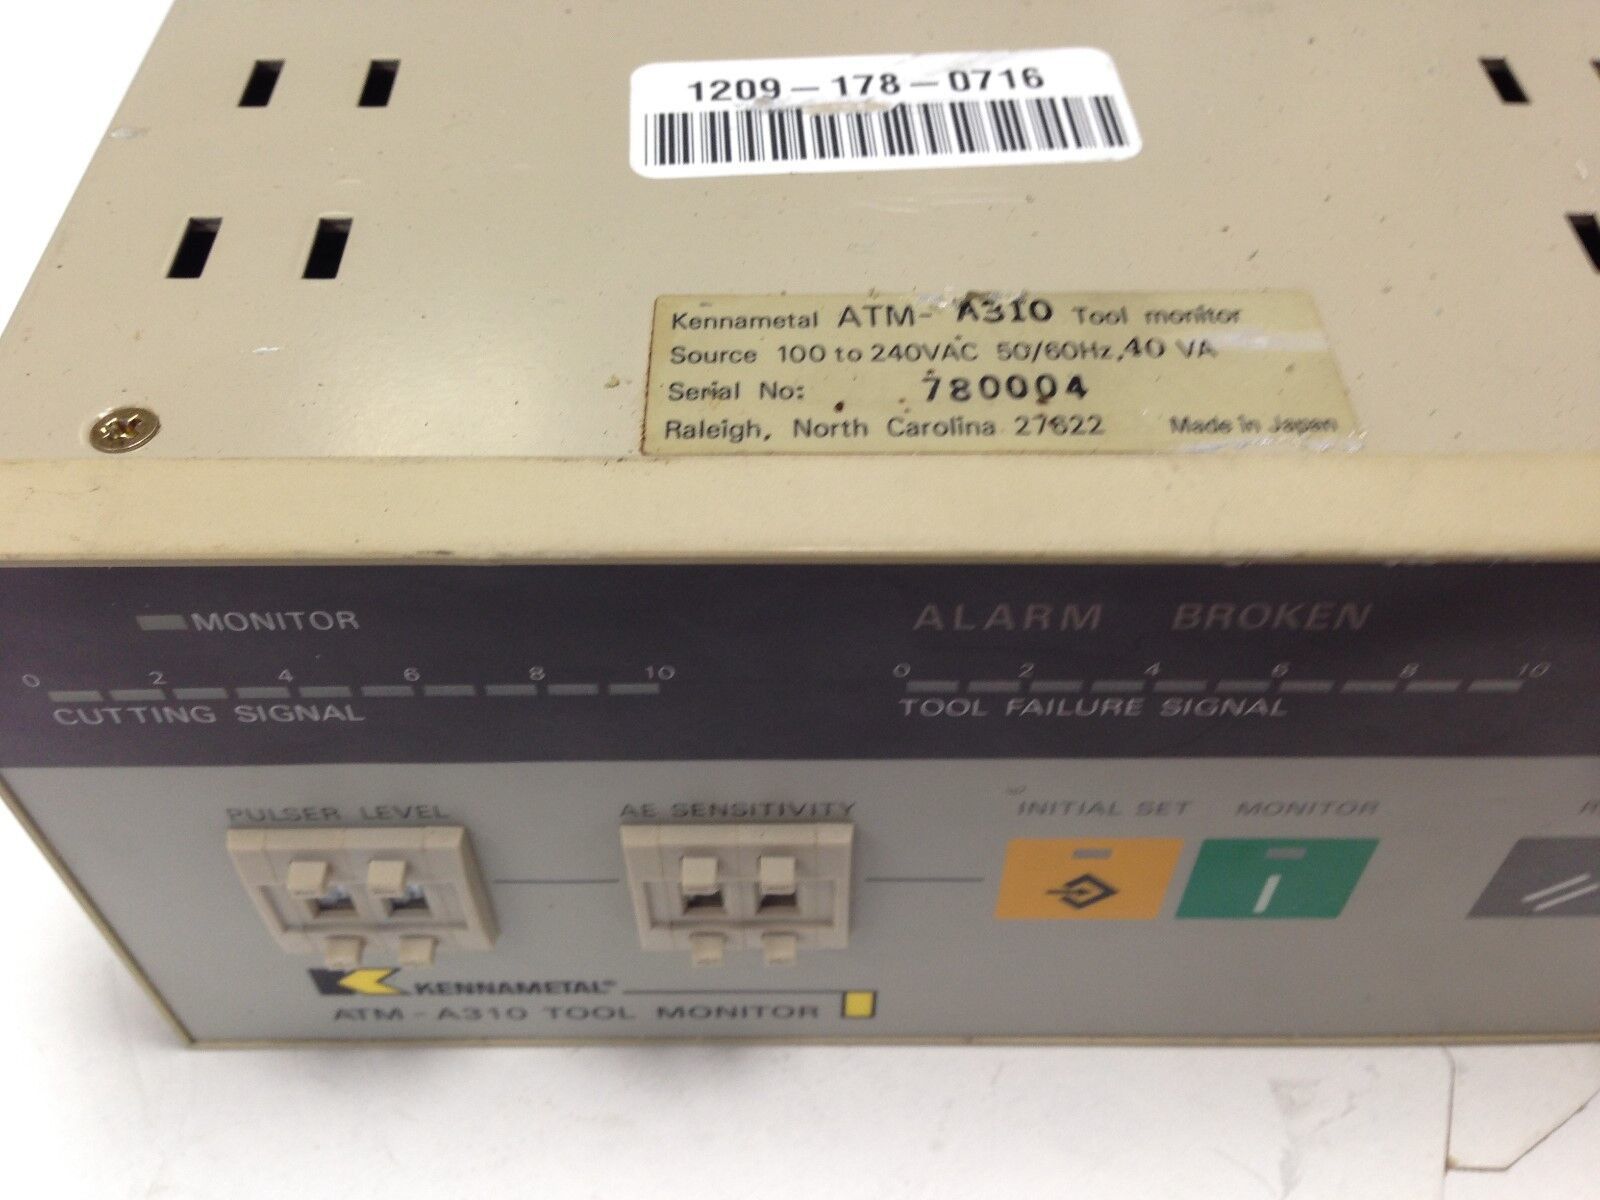 1209-178-0716
Kennametal ATM- A310 Tool monitor
Source 100 to 240VAC 50/60Hz, 40 VA
Serial No: 780004
Raleigh, North Carolina 27622 Made in Japan
MONITOR
ALARM BROKEN
0 2 4 6 8 10
0 2 4 6 8 10
CUTTING SIGNAL
TOOL FAILURE SIGNAL
PULSER LEVEL
AE SENSITIVITY
INITIAL SET
MONITOR
KENNAMETAL
ATM-A310 TOOL MONITOR